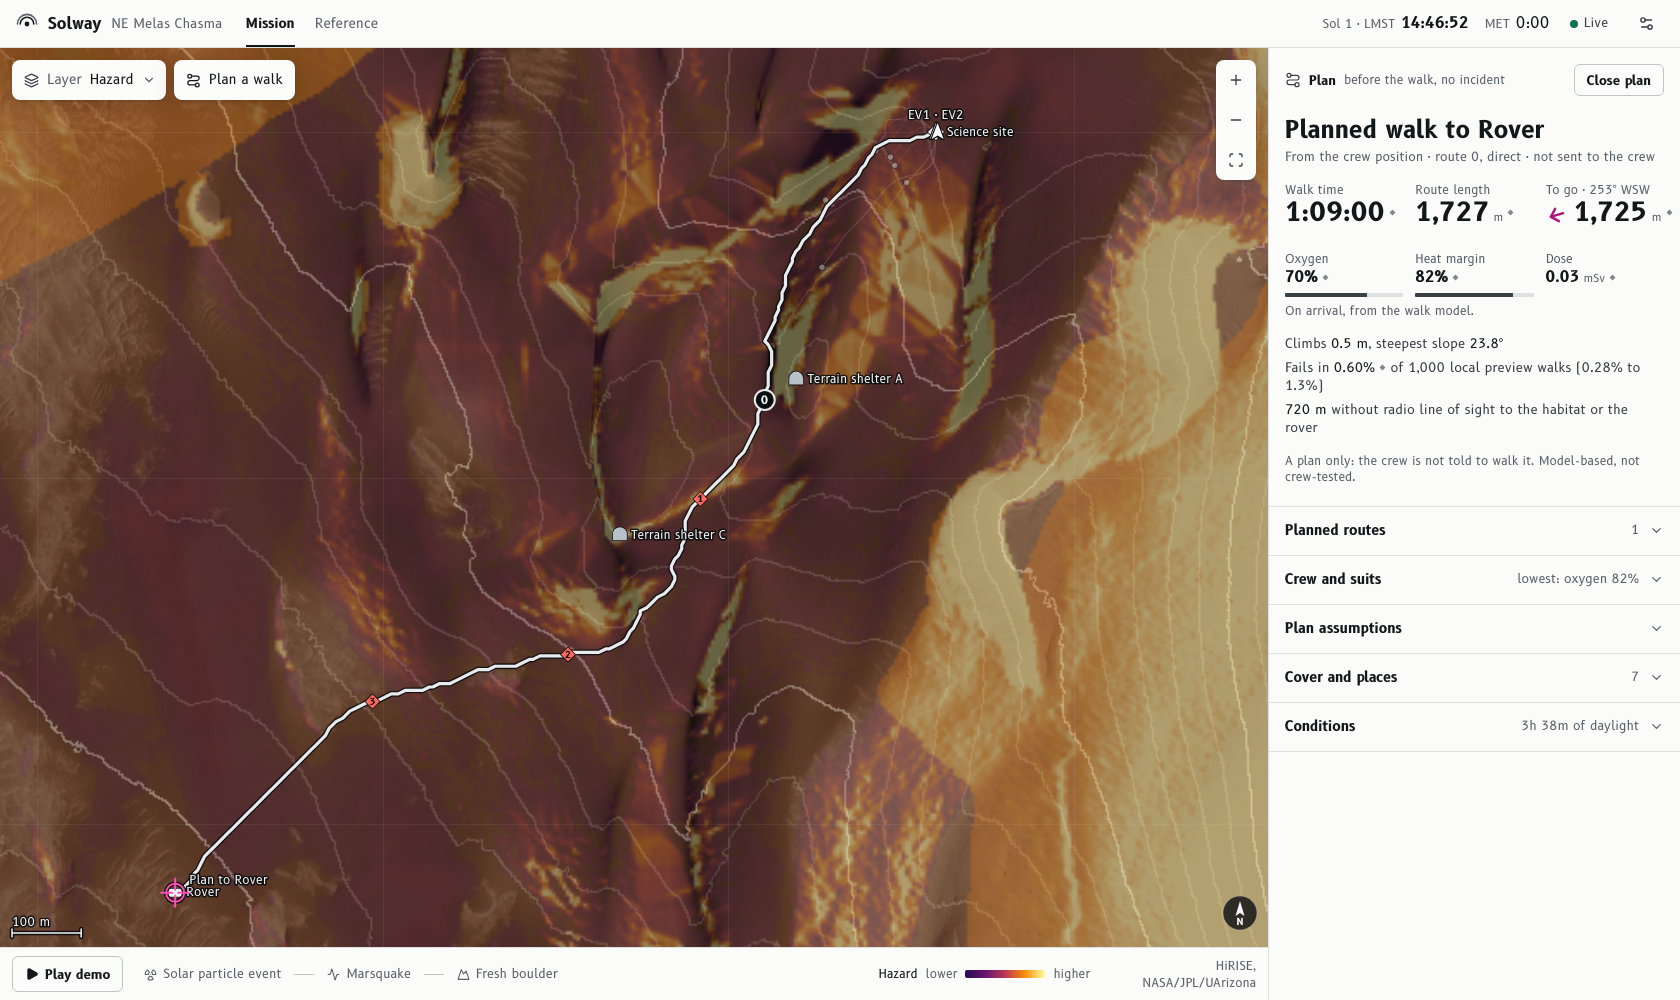 Solway NE Melas Chasma Mission Reference
Sol 1 · LMST 14:46:52 MET 0:00 Live
Layer Hazard
Plan a walk
EV1 · EV2
Science site
Terrain shelter A
0
1
Terrain shelter C
2
3
Plan to Rover
Rover
100 m
N
Plan before the walk, no incident
Close plan
Planned walk to Rover
From the crew position · route 0, direct · not sent to the crew
Walk time Route length To go · 253° WSW
1:09:00 1,727 m 1,725 m
Oxygen Heat margin Dose
70% 82% 0.03 mSv
On arrival, from the walk model.
Climbs 0.5 m, steepest slope 23.8°
Fails in 0.60% of 1,000 local preview walks [0.28% to
1.3%]
720 m without radio line of sight to the habitat or the
rover
A plan only: the crew is not told to walk it. Model-based, not
crew-tested.
Planned routes 1
Crew and suits lowest: oxygen 82%
Plan assumptions
Cover and places 7
Conditions 3h 38m of daylight
Play demo
Solar particle event Marsquake Fresh boulder
Hazard lower higher
HiRISE,
NASA/JPL/UArizona